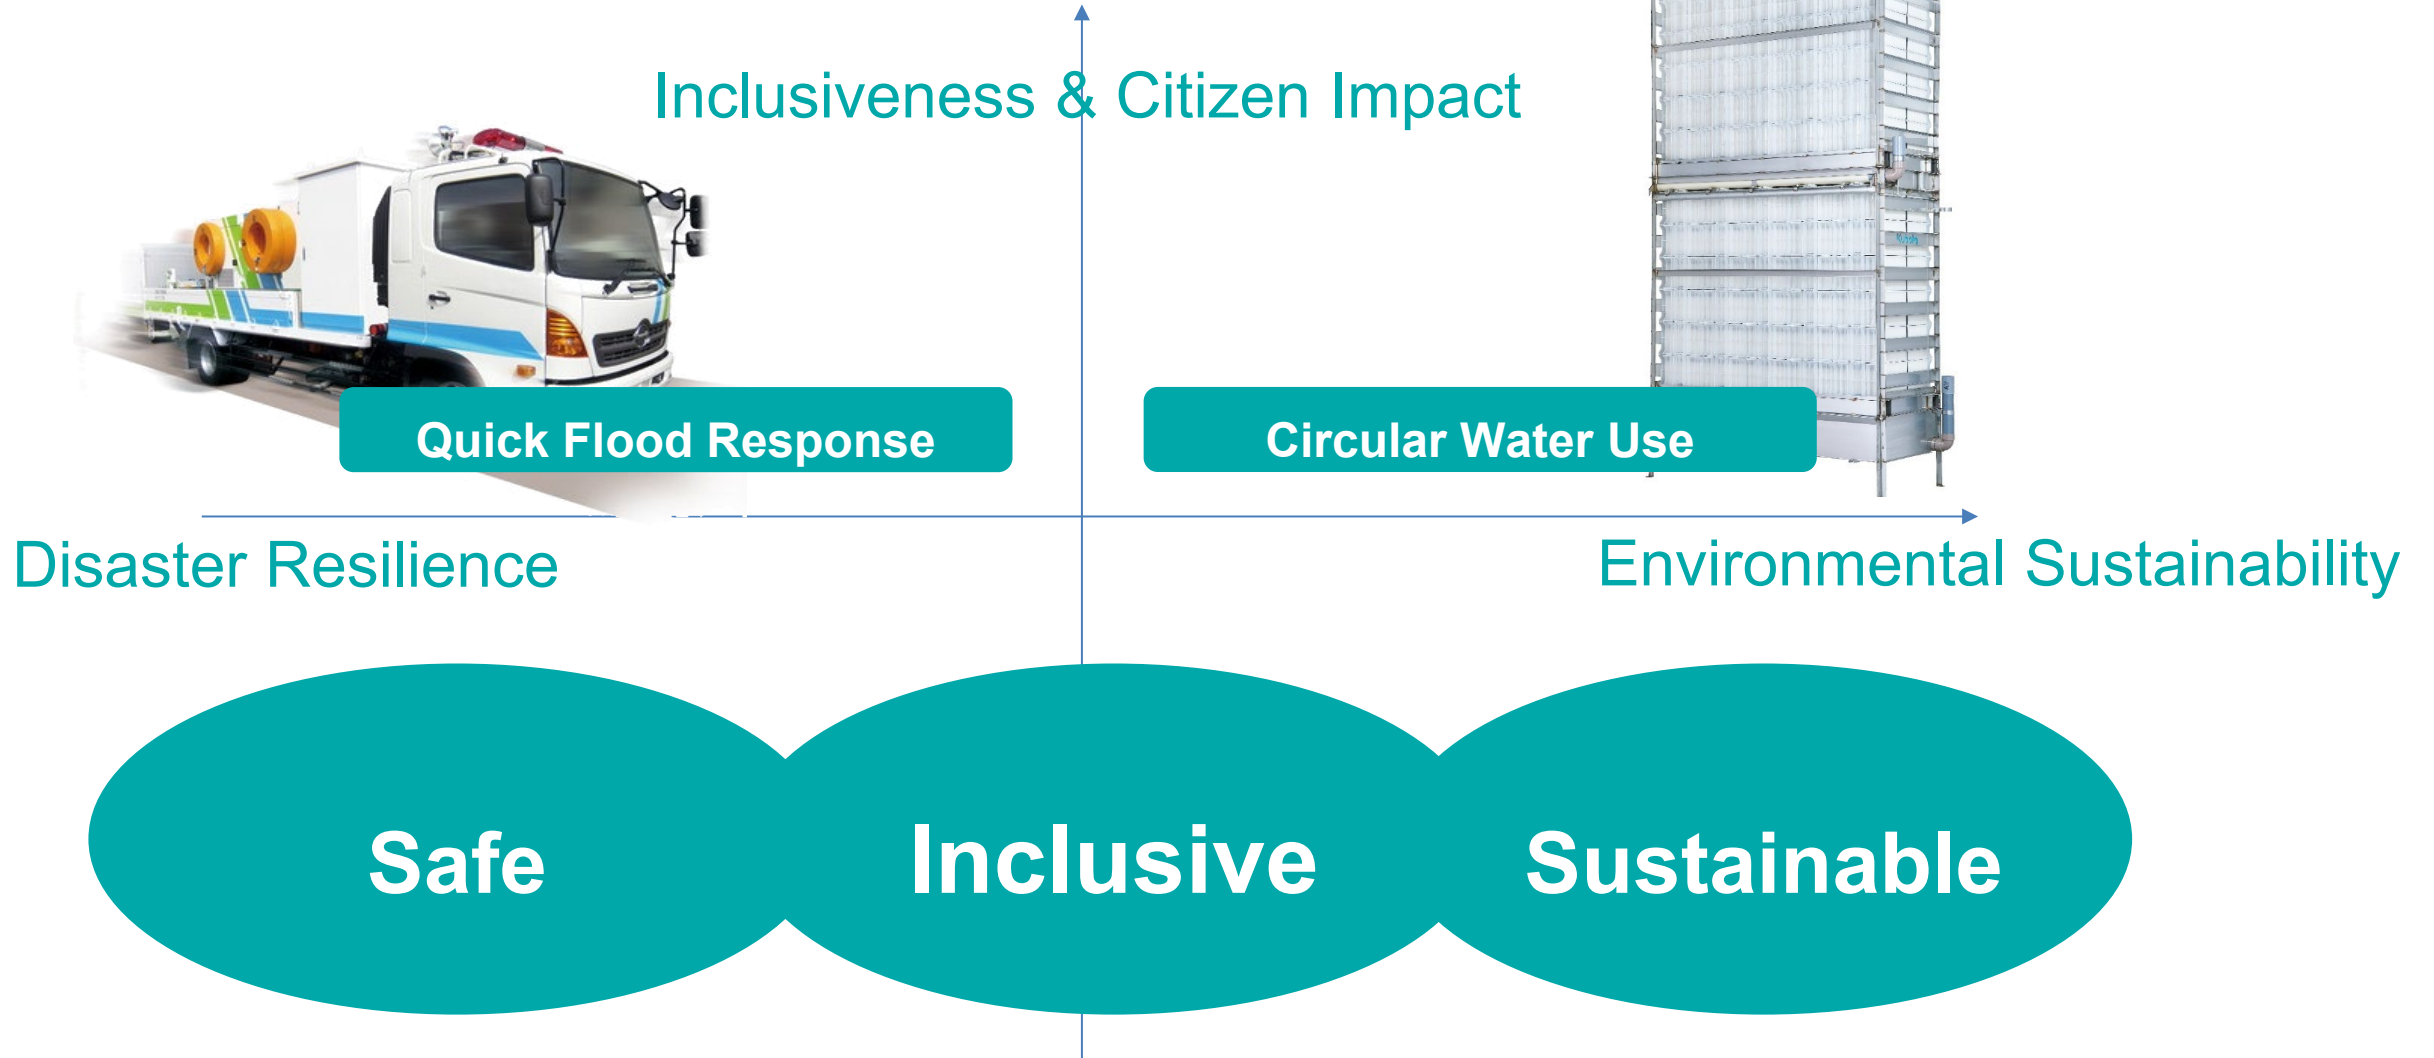 Inclusiveness & Citizen Impact
Quick Flood Response
Circular Water Use
Disaster Resilience
Environmental Sustainability
Safe
Inclusive
Sustainable